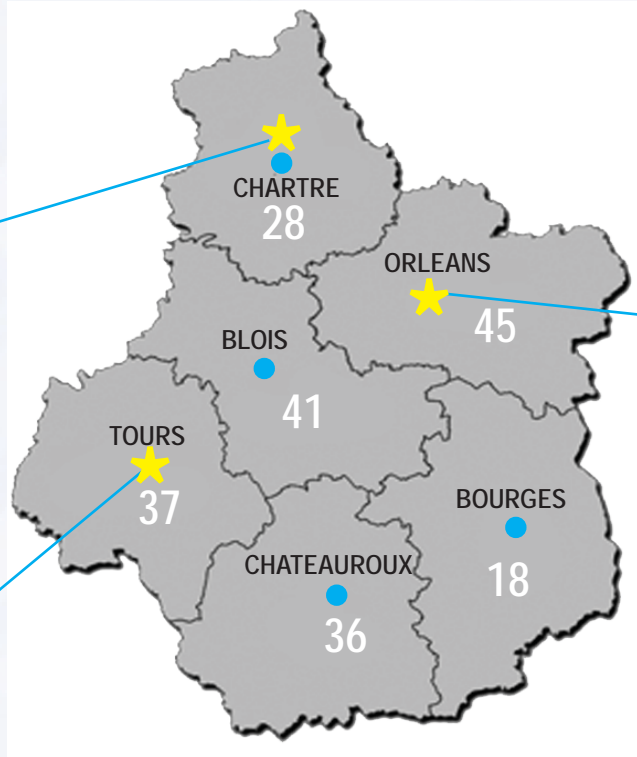 CHARTRE
28
ORLEANS
45
BLOIS
41
TOURS
37
BOURGES
18
CHATEAUROUX
36